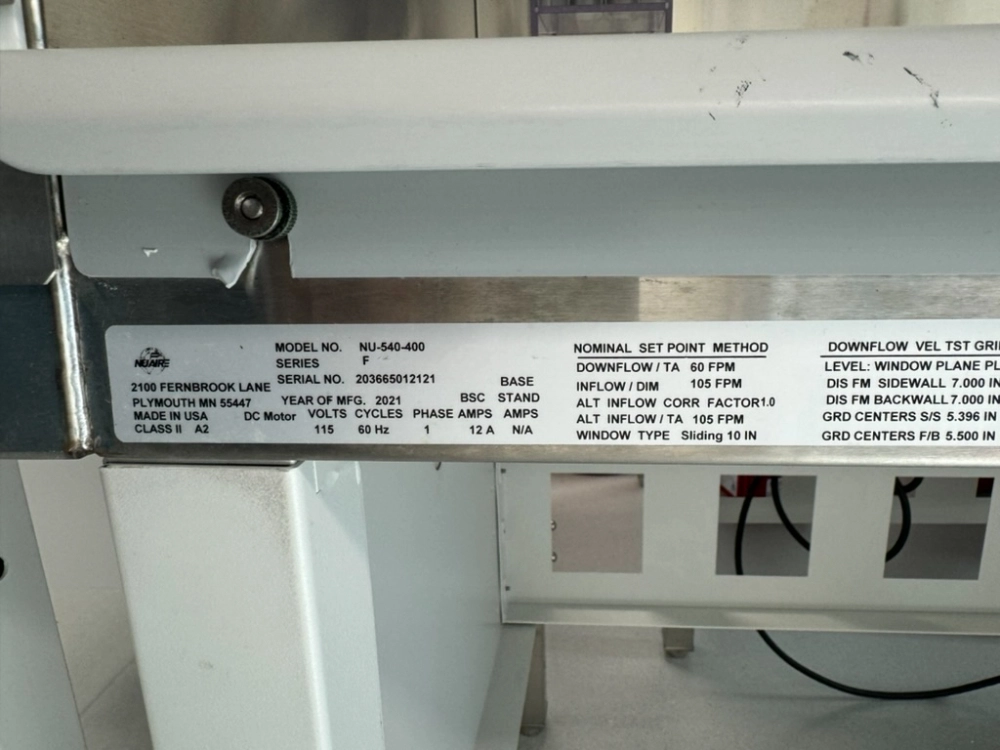 NUAIRE
2100 FERNBROOK LANE
PLYMOUTH MN 55447
MADE IN USA
CLASS II A2
MODEL NO. NU-540-400
SERIES F
SERIAL NO. 203665012121
YEAR OF MFG. 2021
DC Motor VOLTS CYCLES PHASE BSC AMPS BASE STAND AMPS
115 60 Hz 1 12 A N/A
NOMINAL SET POINT METHOD
DOWNFLOW / TA 60 FPM
INFLOW / DIM 105 FPM
ALT INFLOW CORR FACTOR1.0
ALT INFLOW / TA 105 FPM
WINDOW TYPE Sliding 10 IN
DOWNFLOW VEL TST GRI
LEVEL: WINDOW PLANE PL
DIS FM SIDEWALL 7.000 IN
DIS FM BACKWALL 7.000 IN
GRD CENTERS S/S 5.396 IN
GRD CENTERS F/B 5.500 IN